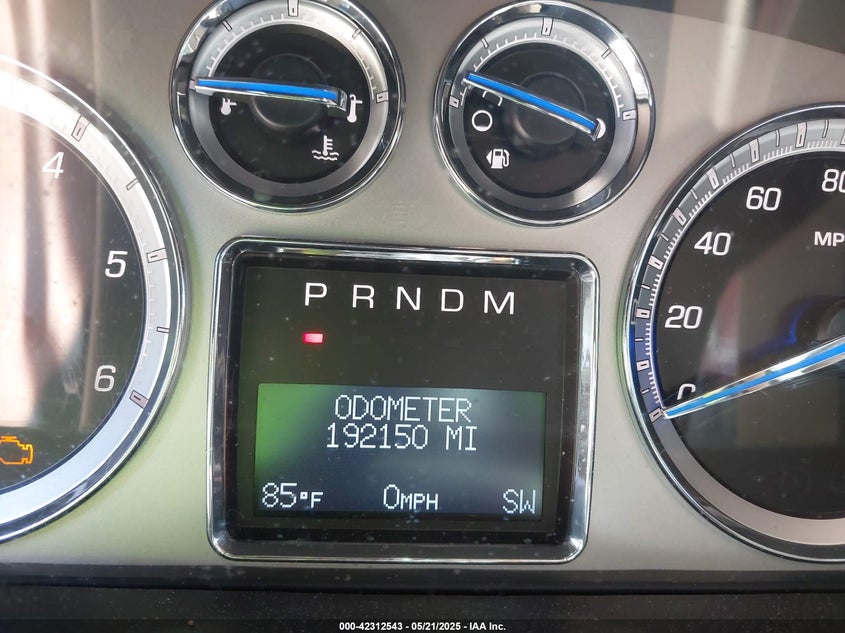 4
5
6
P R N D M
ODOMETER
192150 MI
85°F 0MPH SW
0
20
40
60
80
MP
000-42312543 - 05/21/2025 - IAA Inc.